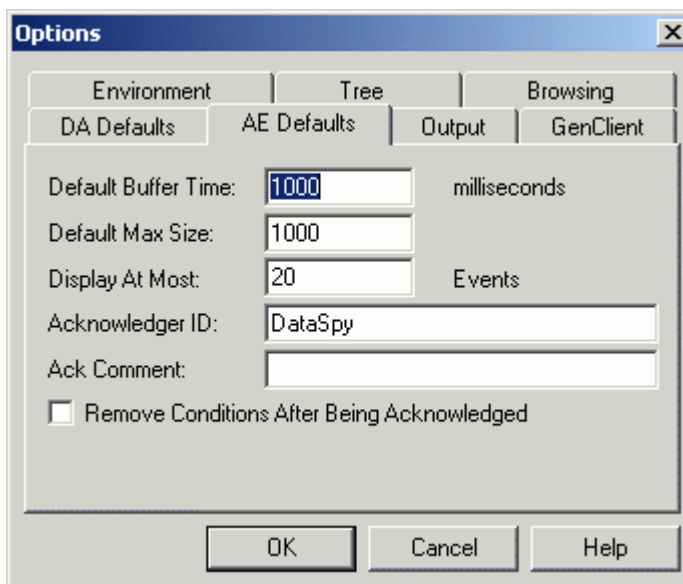 Options
Environment Tree Browsing
DA Defaults AE Defaults Output GenClient
Default Buffer Time: 1000 milliseconds
Default Max Size: 1000
Display At Most: 20 Events
Acknowledger ID: DataSpy
Ack Comment:
Remove Conditions After Being Acknowledged
OK Cancel Help